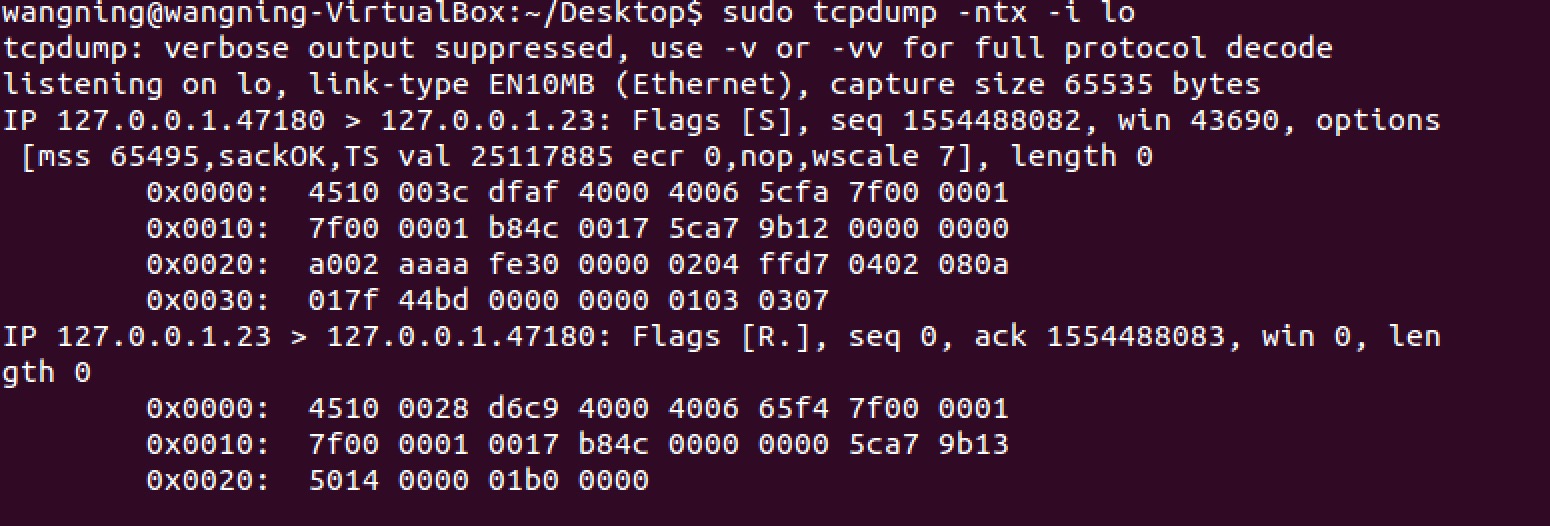 wangning@wangning-VirtualBox:~/Desktop$ sudo tcpdump -ntx -i lo
tcpdump: verbose output suppressed, use -v or -vv for full protocol decode
listening on lo, link-type EN10MB (Ethernet), capture size 65535 bytes
IP 127.0.0.1.47180 > 127.0.0.1.23: Flags [S], seq 1554488082, win 43690, options
 [mss 65495,sackOK,TS val 25117885 ecr 0,nop,wscale 7], length 0
        0x0000:  4510 003c dfaf 4000 4006 5cfa 7f00 0001
        0x0010:  7f00 0001 b84c 0017 5ca7 9b12 0000 0000
        0x0020:  a002 aaaa fe30 0000 0204 ffd7 0402 080a
        0x0030:  017f 44bd 0000 0000 0103 0307
IP 127.0.0.1.23 > 127.0.0.1.47180: Flags [R.], seq 0, ack 1554488083, win 0, len
gth 0
        0x0000:  4510 0028 d6c9 4000 4006 65f4 7f00 0001
        0x0010:  7f00 0001 0017 b84c 0000 0000 5ca7 9b13
        0x0020:  5014 0000 01b0 0000